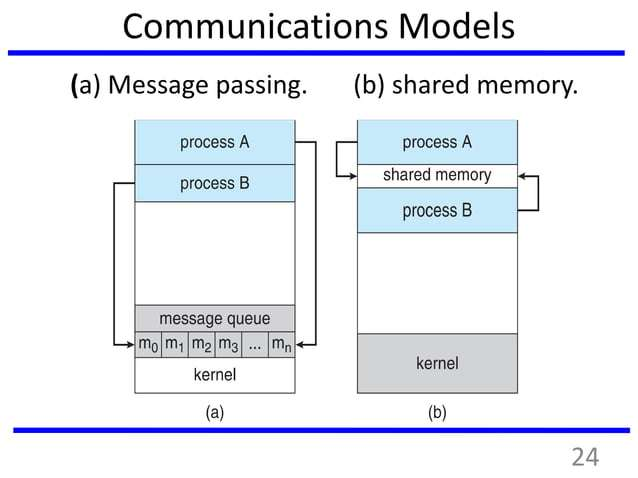 Communications Models
(a) Message passing. (b) shared memory.
process A
process B
message queue
m0 m1 m2 m3 ... mn
kernel
(a)
process A
shared memory
process B
kernel
(b)
24